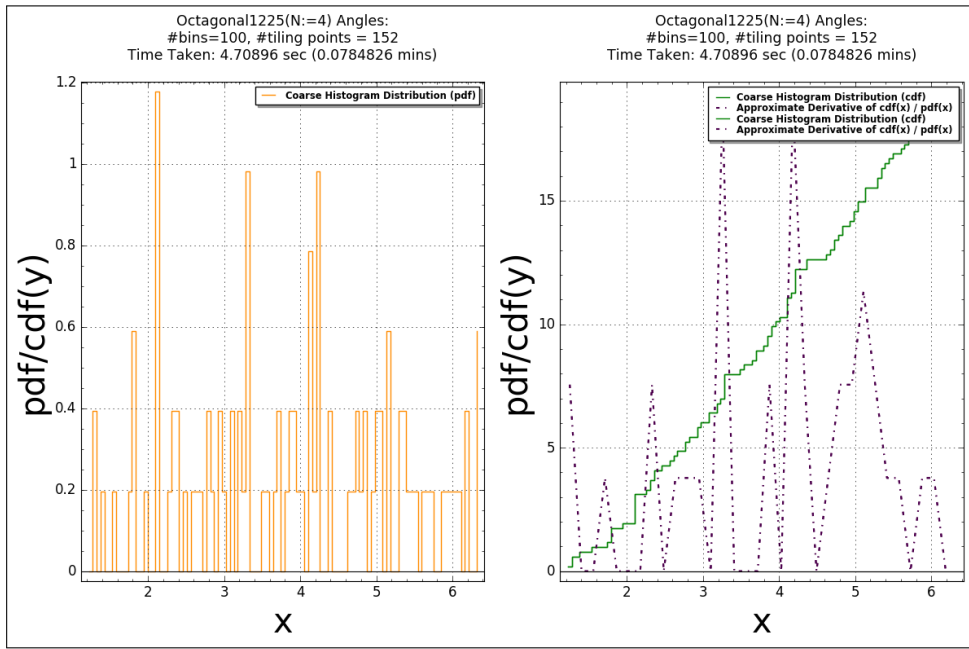 Octagonal1225(N:=4) Angles:
#bins=100, #tiling points = 152
Time Taken: 4.70896 sec (0.0784826 mins)
Coarse Histogram Distribution (pdf)
pdf/cdf(y)
1.2
1
0.8
0.6
0.4
0.2
0
2
3
4
5
6
x
Octagonal1225(N:=4) Angles:
#bins=100, #tiling points = 152
Time Taken: 4.70896 sec (0.0784826 mins)
Coarse Histogram Distribution (cdf)
Approximate Derivative of cdf(x) / pdf(x)
Coarse Histogram Distribution (cdf)
Approximate Derivative of cdf(x) / pdf(x)
pdf/cdf(y)
15
10
5
0
2
3
4
5
6
x